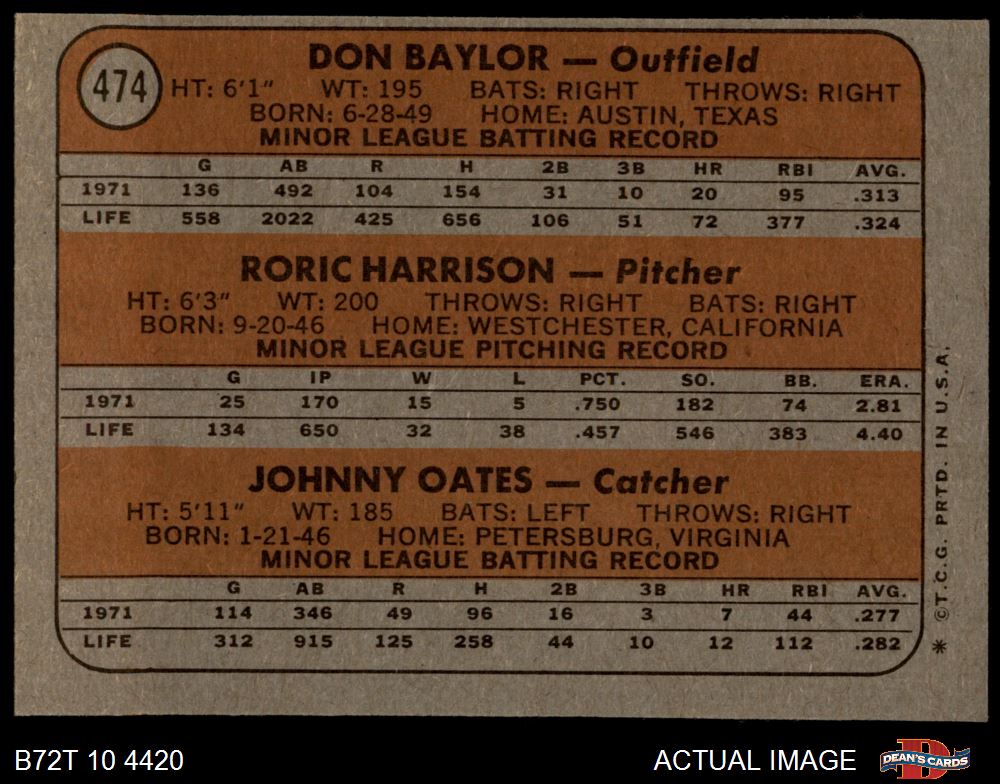 474
DON BAYLOR — Outfield
HT: 6'1" WT: 195 BATS: RIGHT THROWS: RIGHT
BORN: 6-28-49 HOME: AUSTIN, TEXAS
MINOR LEAGUE BATTING RECORD
G AB R H 2B 3B HR RBI AVG.
1971 136 492 104 154 31 10 20 95 .313
LIFE 558 2022 425 656 106 51 72 377 .324
RORIC HARRISON — Pitcher
HT: 6'3" WT: 200 THROWS: RIGHT BATS: RIGHT
BORN: 9-20-46 HOME: WESTCHESTER, CALIFORNIA
MINOR LEAGUE PITCHING RECORD
G IP W L PCT. SO. BB. ERA.
1971 25 170 15 5 .750 182 74 2.81
LIFE 134 650 32 38 .457 546 383 4.40
JOHNNY OATES — Catcher
HT: 5'11" WT: 185 BATS: LEFT THROWS: RIGHT
BORN: 1-21-46 HOME: PETERSBURG, VIRGINIA
MINOR LEAGUE BATTING RECORD
G AB R H 2B 3B HR RBI AVG.
1971 114 346 49 96 16 3 7 44 .277
LIFE 312 915 125 258 44 10 12 112 .282
* ©T.C.G. PRTD. IN U.S.A.
B72T 10 4420 ACTUAL IMAGE
D
DEAN'S CARDS